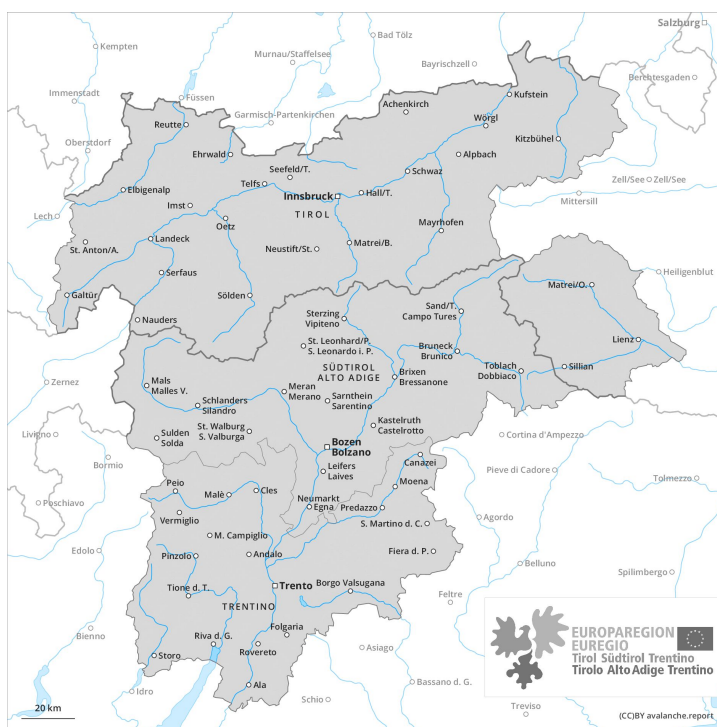 Salzburg
Kempten
Bad Tölz
Murnau/Staffelsee
Bayrischzell
Berchtesgaden
Immenstadt
Füssen
Garmisch-Partenkirchen
Achenkirch
Kufstein
Reutte
Wörgl
Oberstdorf
Kitzbühel
Ehrwald
Alpbach
Seefeld/T.
Schwaz
Telfs
Zell/See
Zell/See
Elbigenalp
Innsbruck
Hall/T.
Mittersill
Imst
TIROL
Lech
Oetz
Mayrhofen
Landeck
Matrei/B.
St. Anton/A.
Neustift/St.
Serfaus
Heiligenblut
Galtür
Sölden
Matrei/O.
Nauders
Sterzing
Vipiteno
Sand/T.
Campo Tures
St. Leonhard/P.
S. Leonardo i. P.
Lienz
Bruneck
Brunico
SÜDTIROL
ALTO ADIGE
Toblach
Dobbiaco
Sillian
Zernez
Mals
Malles V.
Brixen
Bressanone
Meran
Merano
Sarnthein
Sarentino
Schlanders
Silandro
Kastelruth
Castelrotto
St. Walburg
S. Valburga
Livigno
Sulden
Solda
Bozen
Bolzano
Cortina d'Ampezzo
Bormio
Canazei
Leifers
Laives
Pieve di Cadore
Tolmezzo
Peio
Moena
Malè
Cles
Neumarkt
Egna
Predazzo
Poschiavo
Vermiglio
S. Martino d. C.
Agordo
M. Campiglio
Edolo
Pinzolo
Andalo
Fiera d. P.
Belluno
Spilimbergo
Tione d. T.
Trento
Borgo Valsugana
Feltre
TRENTINO
Bienno
Riva d. G.
Folgaria
Rovereto
Asiago
Storo
Ala
Bassano d. G.
Idro
Schio
Treviso
EUROPAREGION
EUREGIO
Tirol Südtirol Trentino
Tirolo Alto Adige Trentino
20 km
(CC)BY avalanche.report